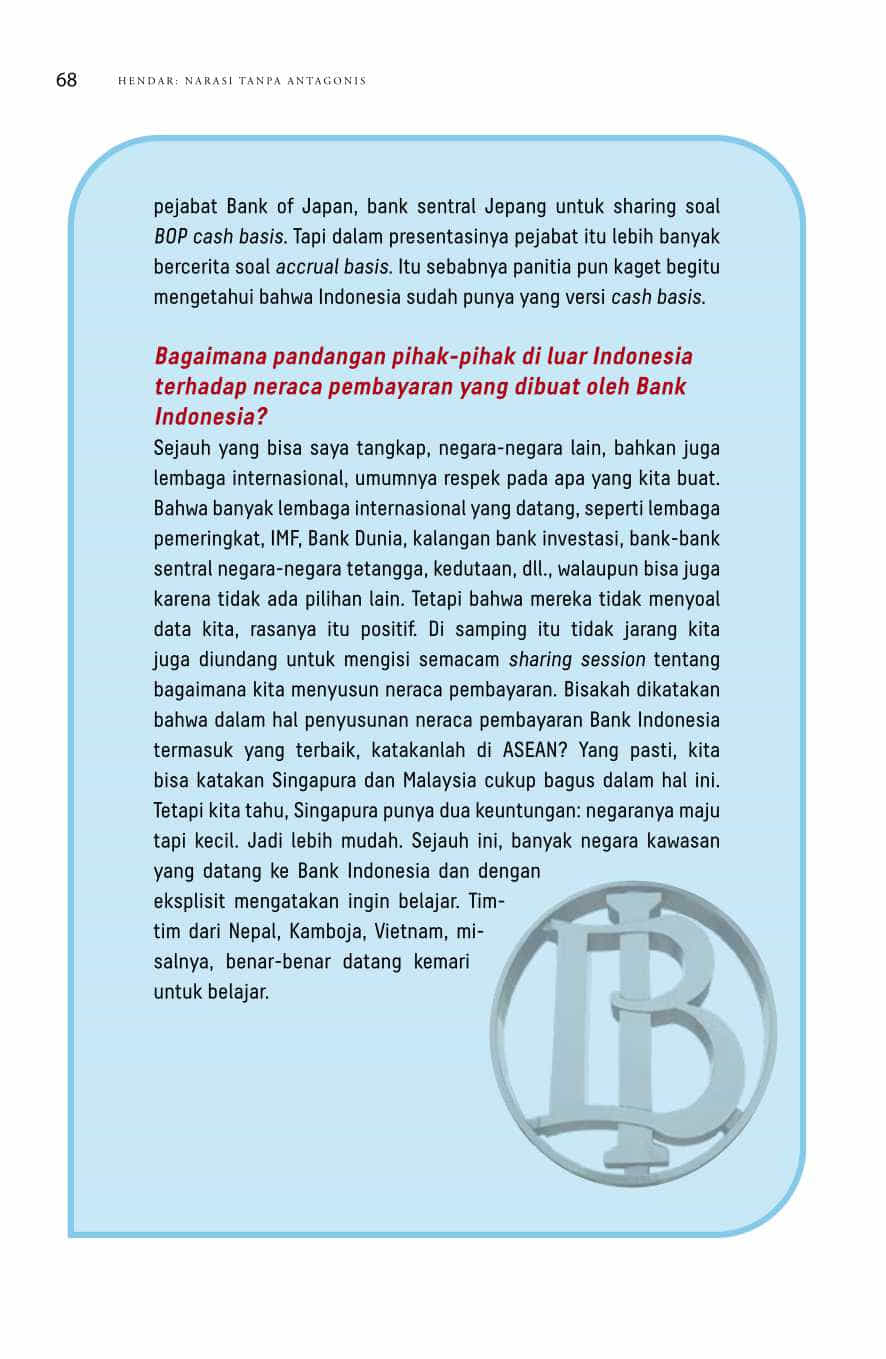 68
HENDAR: NARASI TANPA ANTAGONIS
pejabat Bank of Japan, bank sentral Jepang untuk sharing soal
BOP cash basis. Tapi dalam presentasinya pejabat itu lebih banyak
bercerita soal accrual basis. Itu sebabnya panitia pun kaget begitu
mengetahui bahwa Indonesia sudah punya yang versi cash basis.
Bagaimana pandangan pihak-pihak di luar Indonesia
terhadap neraca pembayaran yang dibuat oleh Bank
Indonesia?
Sejauh yang bisa saya tangkap, negara-negara lain, bahkan juga
lembaga internasional, umumnya respek pada apa yang kita buat.
Bahwa banyak lembaga internasional yang datang, seperti lembaga
pemeringkat, IMF, Bank Dunia, kalangan bank investasi, bank-bank
sentral negara-negara tetangga, kedutaan, dll., walaupun bisa juga
karena tidak ada pilihan lain. Tetapi bahwa mereka tidak menyoal
data kita, rasanya itu positif. Di samping itu tidak jarang kita
juga diundang untuk mengisi semacam sharing session tentang
bagaimana kita menyusun neraca pembayaran. Bisakah dikatakan
bahwa dalam hal penyusunan neraca pembayaran Bank Indonesia
termasuk yang terbaik, katakanlah di ASEAN? Yang pasti, kita
bisa katakan Singapura dan Malaysia cukup bagus dalam hal ini.
Tetapi kita tahu, Singapura punya dua keuntungan: negaranya maju
tapi kecil. Jadi lebih mudah. Sejauh ini, banyak negara kawasan
yang datang ke Bank Indonesia dan dengan
eksplisit mengatakan ingin belajar. Tim-
tim dari Nepal, Kamboja, Vietnam, mi-
salnya, benar-benar datang kemari
untuk belajar.